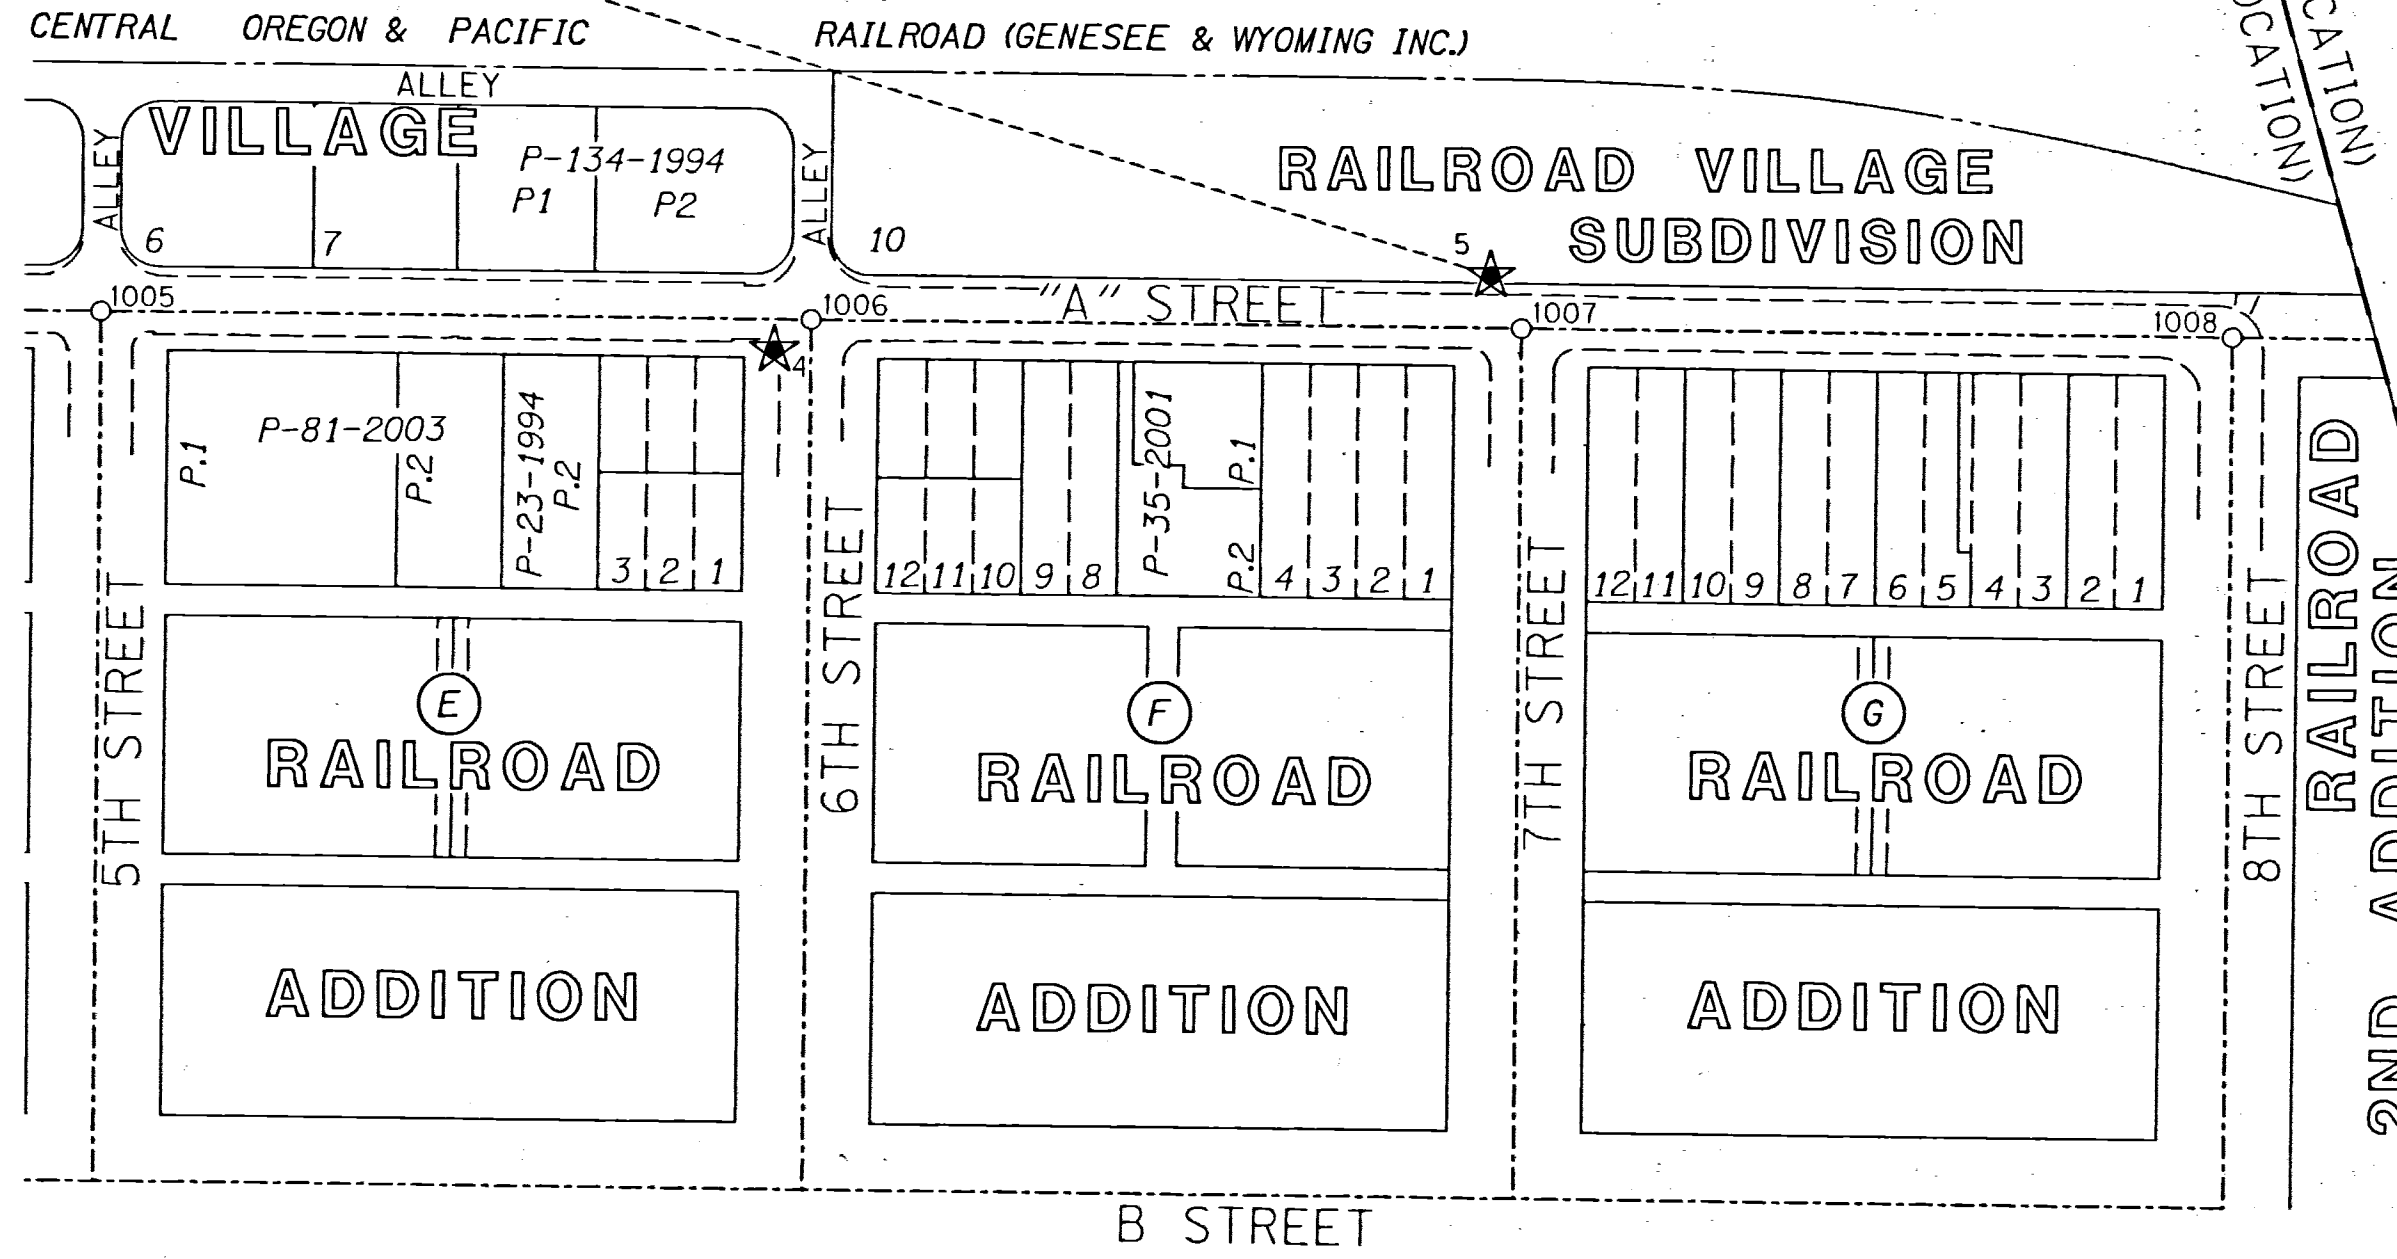 CENTRAL OREGON & PACIFIC RAILROAD (GENESEE & WYOMING INC.)
OCATION)
CATION)
ALLEY
ALLEY
VILLAGE
P-134-1994
P1
P2
6
7
ALLEY
10
RAILROAD VILLAGE
SUBDIVISION
5
"A" STREET
1005
1006
1007
1008
4
P.1
P-81-2003
P.2
P-23-1994
P.2
3 2 1
12 11 10 9 8
P-35-2001
P.1
P.2
4 3 2 1
12 11 10 9 8 7 6 5 4 3 2 1
5TH STREET
6TH STREET
7TH STREET
8TH STREET
E
RAILROAD
ADDITION
F
RAILROAD
ADDITION
G
RAILROAD
ADDITION
RAILROAD
2ND ADDITION
B STREET